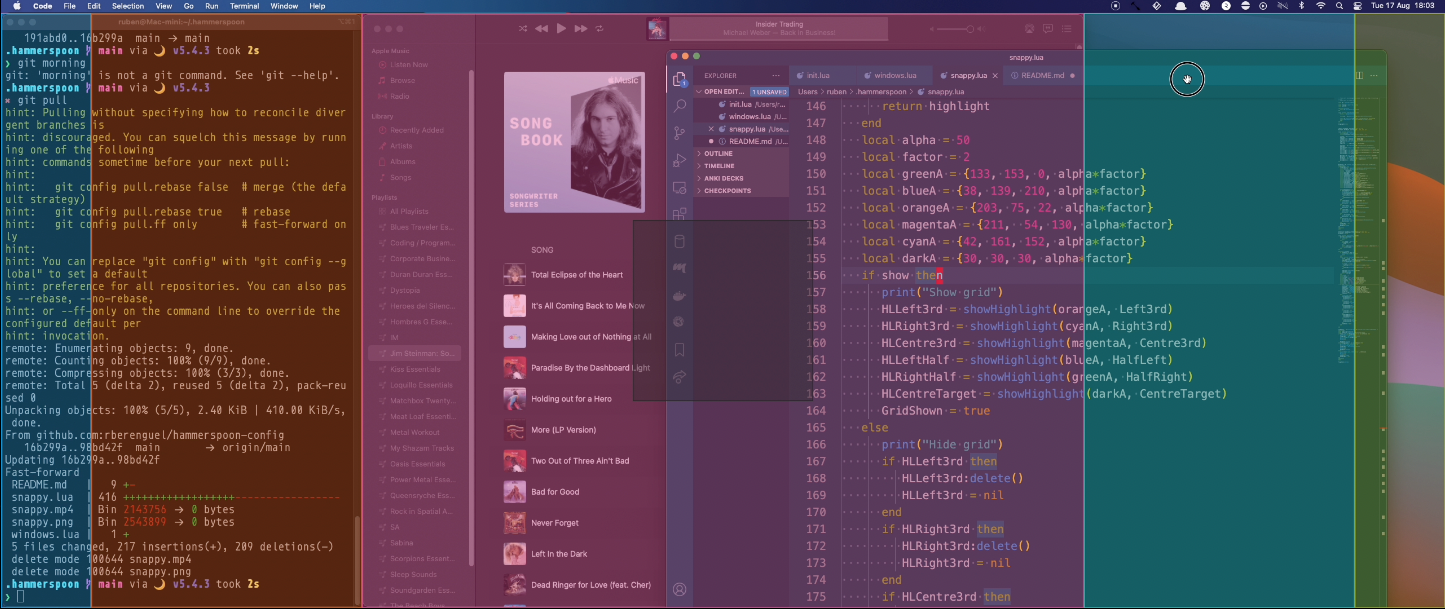 Code File Edit Selection View Go Run Terminal Window Help
Tue 17 Aug 18:03
ruben@Mac-mint:~/.hammerspoon
191abd0..16b299a main → main
.hammerspoon main via 🌙 v5.4.3 took 2s
❯ git morning
git: 'morning' is not a git command. See 'git --help'.
.hammerspoon main via 🌙 v5.4.3
✖ git pull
hint: Pulling without specifying how to reconcile diver
gent branches is
hint: discouraged. You can squelch this message by runn
ing one of the following
hint: commands sometime before your next pull:
hint:
hint: git config pull.rebase false # merge (the defa
ult strategy)
hint: git config pull.rebase true # rebase
hint: git config pull.ff only # fast-forward on
ly
hint:
hint: You can replace "git config" with "git config --g
lobal" to set a default
hint: preference for all repositories. You can also pas
s --rebase, --no-rebase,
hint: or --ff-only on the command line to override the
configured default per
hint: invocation.
remote: Enumerating objects: 9, done.
remote: Counting objects: 100% (9/9), done.
remote: Compressing objects: 100% (3/3), done.
remote: Total 5 (delta 2), reused 5 (delta 2), pack-reu
sed 0
Unpacking objects: 100% (5/5), 2.40 KiB | 410.00 KiB/s,
done.
From github.com:rberenguel/hammerspoon-config
16b299a..98bd42f main → origin/main
Updating 16b299a..98bd42f
Fast-forward
README.md | 9 +-
snappy.lua | 416 +++++++++++++++++++-----------------
snappy.mp4 | Bin 2143756 → 0 bytes
snappy.png | Bin 2543899 → 0 bytes
windows.lua | 1 +
5 files changed, 217 insertions(+), 209 deletions(-)
delete mode 100644 snappy.mp4
delete mode 100644 snappy.png
.hammerspoon main via 🌙 v5.4.3 took 2s
❯
Insider Trading
Michael Weber — Back in Business!
Apple Music
Listen Now
Browse
Radio
Library
Recently Added
Artists
Albums
Songs
Playlists
All Playlists
Blues Traveler Es...
Coding / Program...
Corporate Busine...
Duran Duran Ess...
Dystopia
Heroes del Silenc...
Hombres G Esse...
IM
Jim Steinman: So...
Kiss Essentials
Loquillo Essentials
Matchbox Twenty...
Meat Loaf Essenti...
Metal Workout
My Shazam Tracks
Oasis Essentials
Power Metal Esse...
Queensrÿche Ess...
Rock in Spatial A...
SA
Sabina
Scorpions Essent...
Sleep Sounds
Soundgarden Ess...
The Beach Boys...
Music
SONG
BOOK
SONGWRITER
SERIES
SONG
Total Eclipse of the Heart
It's All Coming Back to Me Now
Making Love out of Nothing at All
Paradise By the Dashboard Light
Holding out for a Hero
More (LP Version)
Two Out of Three Ain't Bad
Bad for Good
Never Forget
Left In the Dark
Dead Ringer for Love (feat. Cher)
snappy.lua
EXPLORER ...
OPEN EDIT... 1 UNSAVED
init.lua /Users/r...
windows.lua /U...
snappy.lua /Use...
README.md /U...
OUTLINE
TIMELINE
ANKI DECKS
CHECKPOINTS
init.lua windows.lua snappy.lua README.md
Users > ruben > .hammerspoon > snappy.lua
146 return highlight
147 end
148 local alpha = 50
149 local factor = 2
150 local greenA = {133, 153, 0, alpha*factor}
151 local blueA = {38, 139, 210, alpha*factor}
152 local orangeA = {203, 75, 22, alpha*factor}
153 local magentaA = {211, 54, 130, alpha*factor}
154 local cyanA = {42, 161, 152, alpha*factor}
155 local darkA = {30, 30, 30, alpha*factor}
156 if show then
157 print("Show grid")
158 HLLeft3rd = showHighlight(orangeA, Left3rd)
159 HLRight3rd = showHighlight(cyanA, Right3rd)
160 HLCentre3rd = showHighlight(magentaA, Centre3rd)
161 HLLeftHalf = showHighlight(blueA, HalfLeft)
162 HLRightHalf = showHighlight(greenA, HalfRight)
163 HLCentreTarget = showHighlight(darkA, CentreTarget)
164 GridShown = true
165 else
166 print("Hide grid")
167 if HLLeft3rd then
168 HLLeft3rd:delete()
169 HLLeft3rd = nil
170 end
171 if HLRight3rd then
172 HLRight3rd:delete()
173 HLRight3rd = nil
174 end
175 if HLCentre3rd then